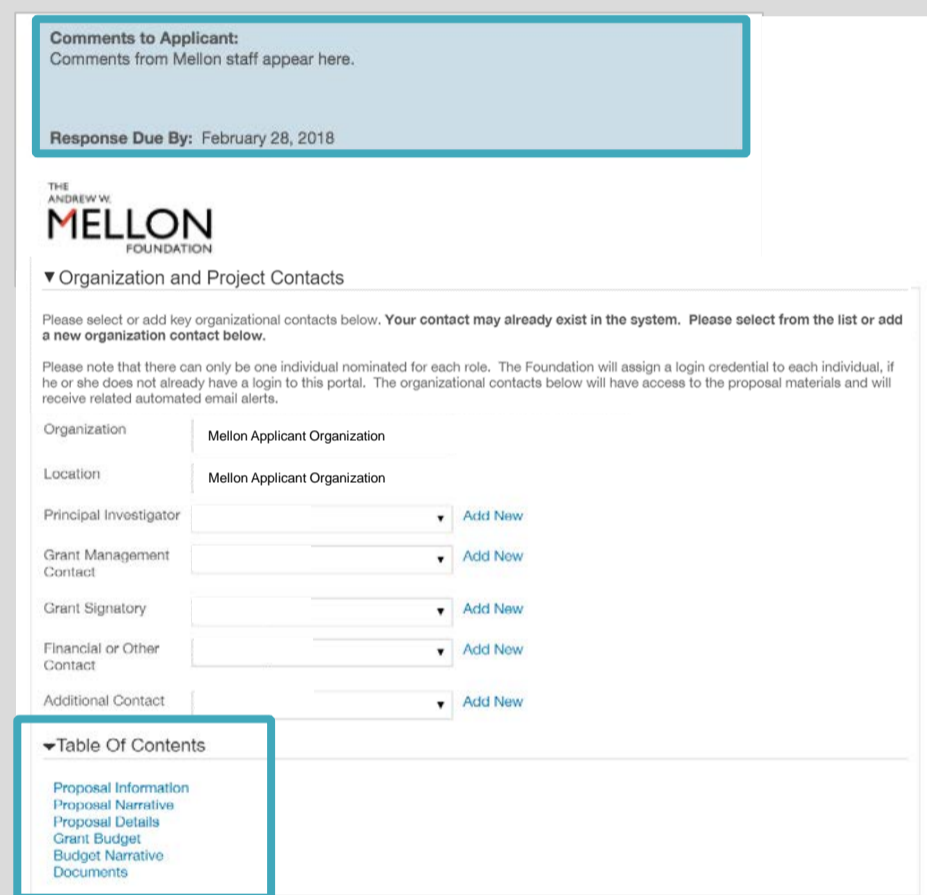 Comments to Applicant:
Comments from Mellon staff appear here.
Response Due By: February 28, 2018
THE
ANDREW W.
MELLON
FOUNDATION
▼Organization and Project Contacts
Please select or add key organizational contacts below. Your contact may already exist in the system. Please select from the list or add
a new organization contact below.
Please note that there can only be one individual nominated for each role. The Foundation will assign a login credential to each individual, if
he or she does not already have a login to this portal. The organizational contacts below will have access to the proposal materials and will
receive related automated email alerts.
Organization Mellon Applicant Organization
Location Mellon Applicant Organization
Principal Investigator Add New
Grant Management
Contact Add New
Grant Signatory Add New
Financial or Other
Contact Add New
Additional Contact Add New
▼Table Of Contents
Proposal Information
Proposal Narrative
Proposal Details
Grant Budget
Budget Narrative
Documents